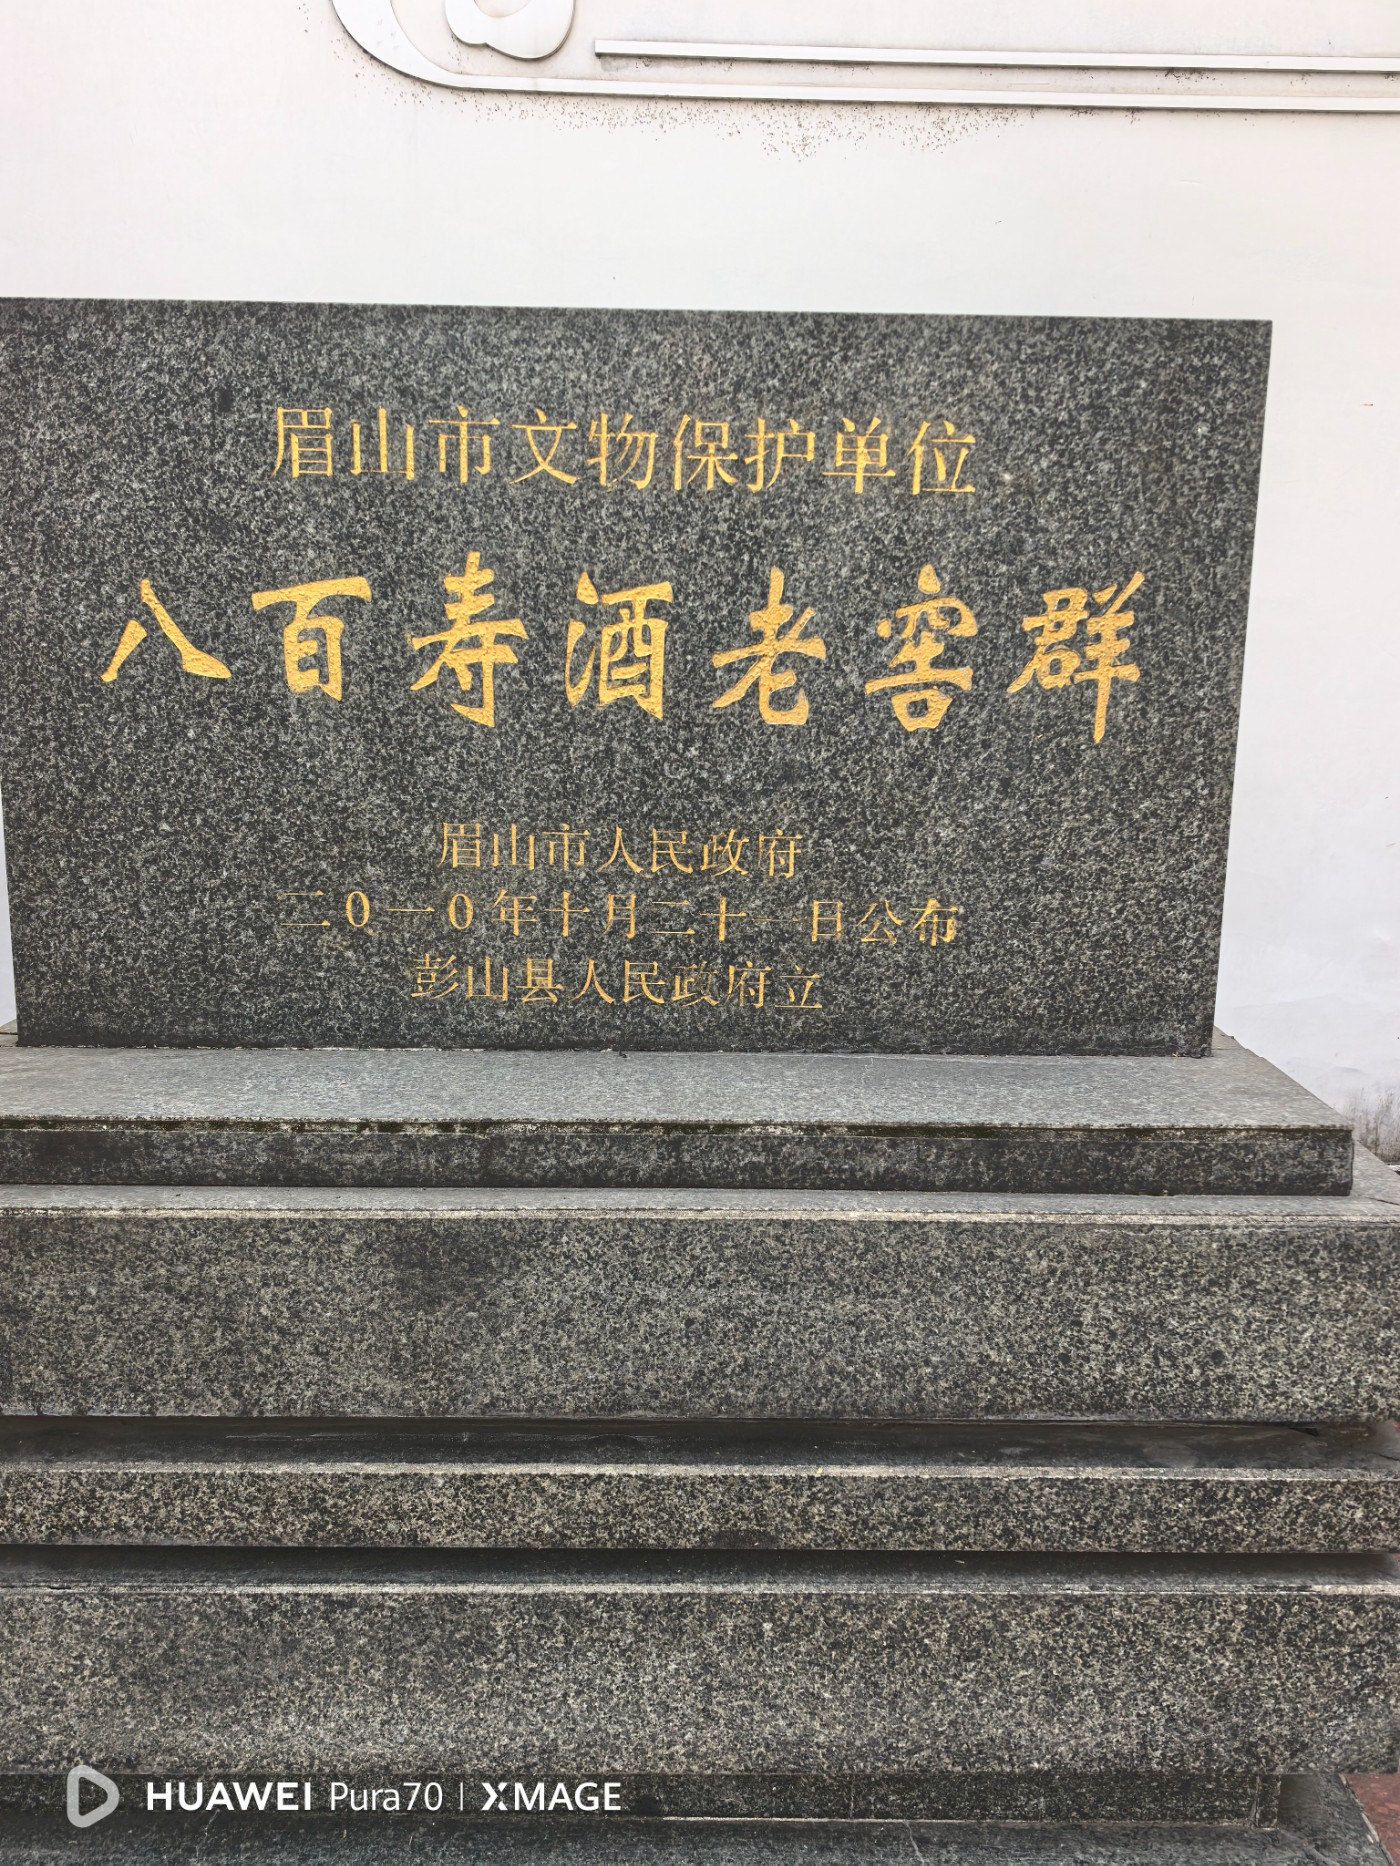 眉山市文物保护单位
八百寿酒老窖群
眉山市人民政府
二0一0年十月二十一日公布
彭山县人民政府立
HUAWEI Pura70 | XMAGE